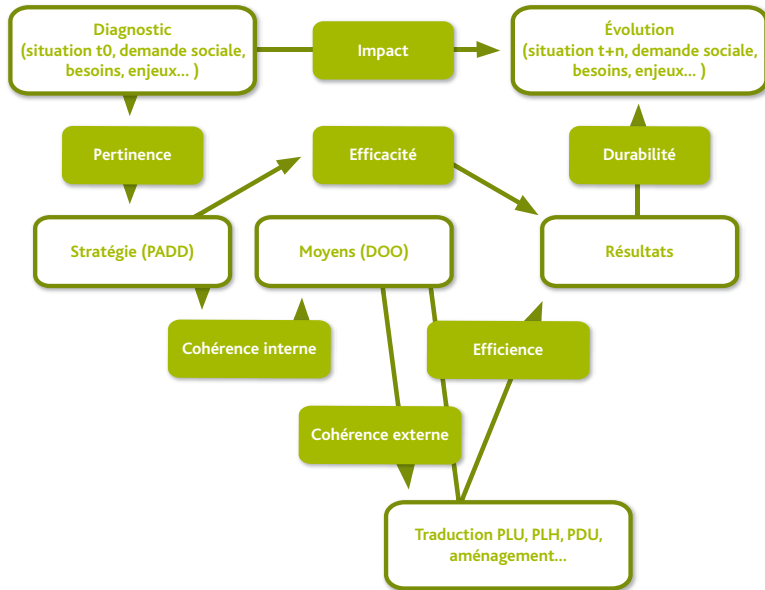 Diagnostic
(situation t0, demande sociale,
besoins, enjeux... )
Impact
Évolution
(situation t+n, demande sociale,
besoins, enjeux... )
Pertinence
Efficacité
Durabilité
Stratégie (PADD)
Moyens (DOO)
Résultats
Cohérence interne
Efficience
Cohérence externe
Traduction PLU, PLH, PDU,
aménagement...